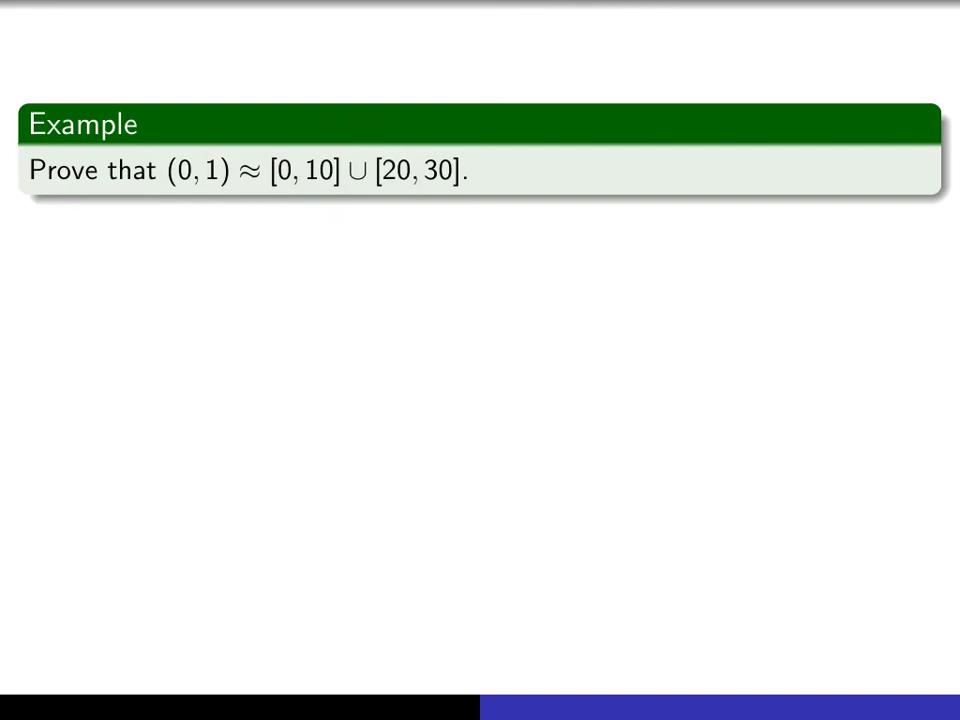 Example
Prove that (0, 1) ≈ [0, 10] ∪ [20, 30].